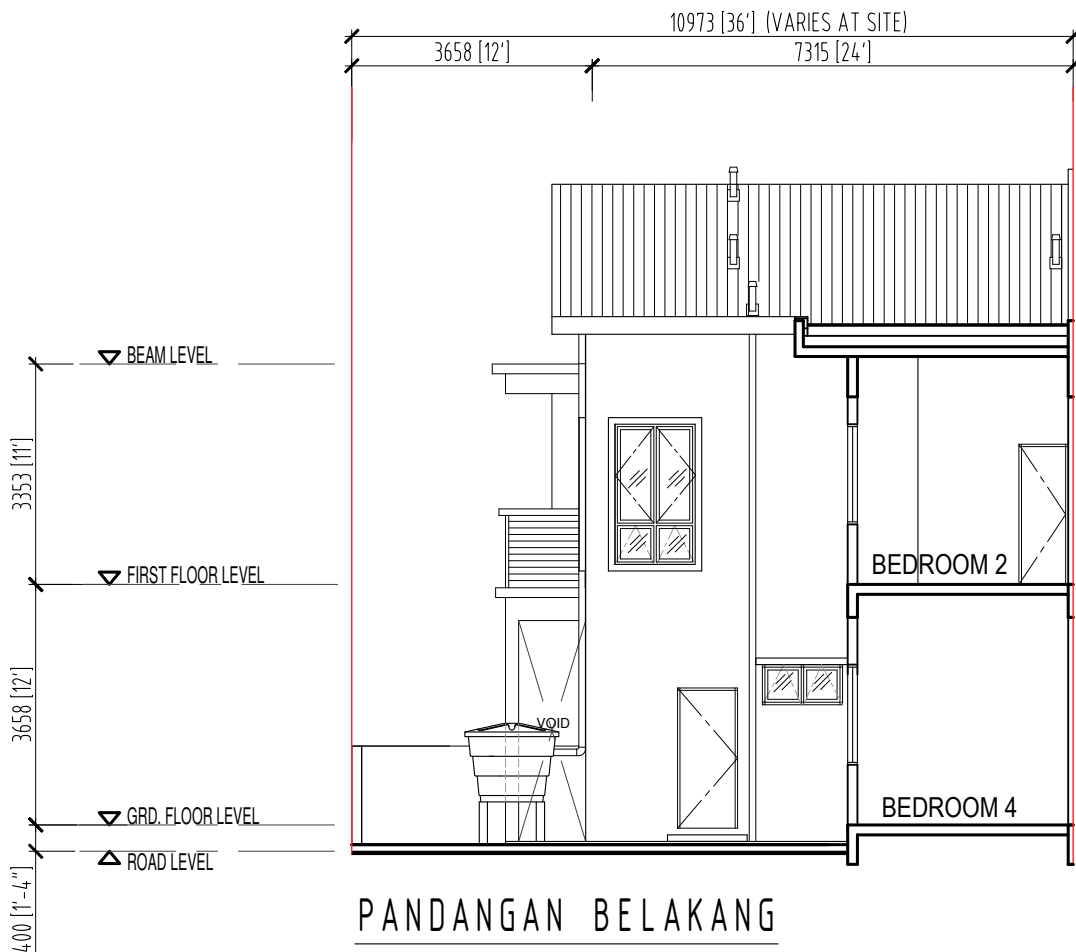 10973 [36'] (VARIES AT SITE)
3658 [12']
7315 [24']
BEAM LEVEL
3353 [11']
FIRST FLOOR LEVEL
BEDROOM 2
3658 [12']
VOID
GRD. FLOOR LEVEL
BEDROOM 4
ROAD LEVEL
400 [1'-4"]
PANDANGAN BELAKANG